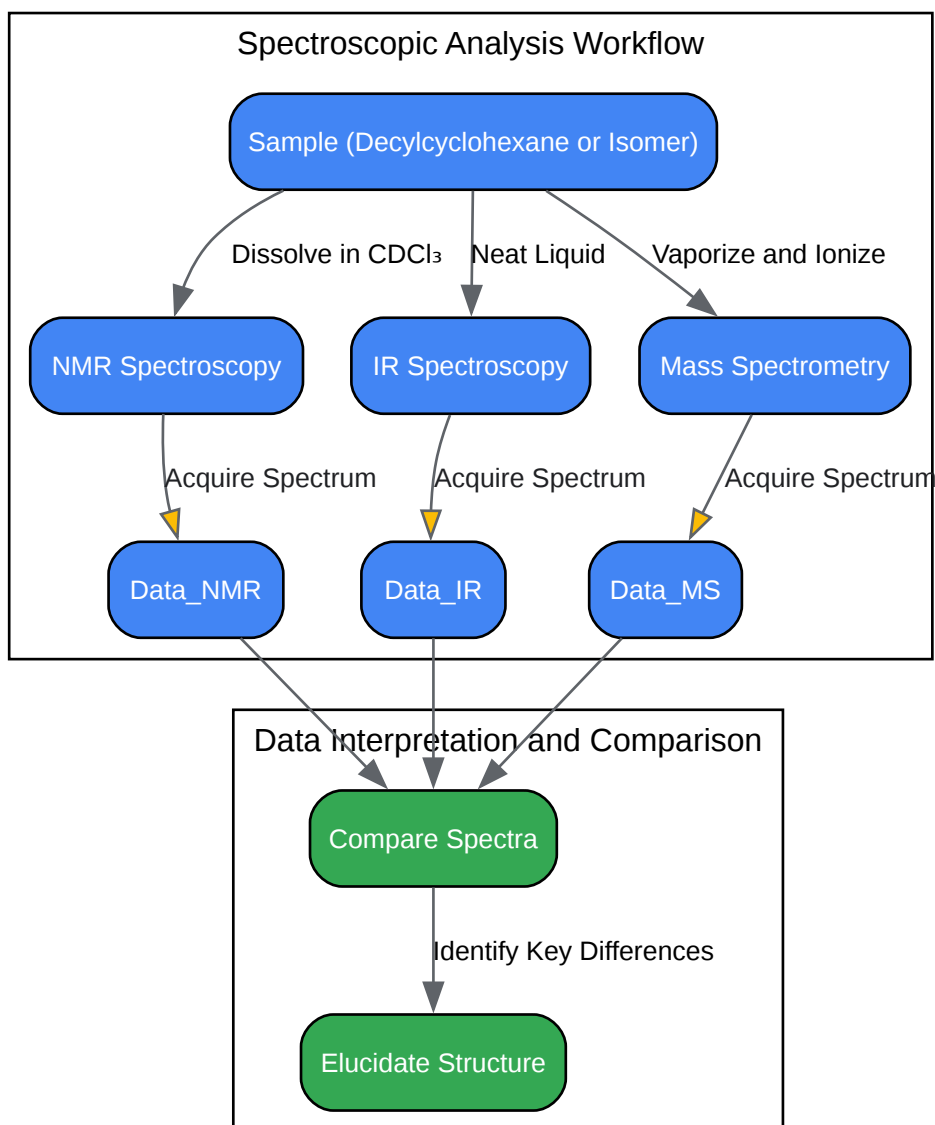 Spectroscopic Analysis Workflow
Sample (Decylcyclohexane or Isomer)
Dissolve in CDCl₃
Neat Liquid
Vaporize and Ionize
NMR Spectroscopy
IR Spectroscopy
Mass Spectrometry
Acquire Spectrum
Acquire Spectrum
Acquire Spectrum
Data_NMR
Data_IR
Data_MS
Data Interpretation and Comparison
Compare Spectra
Identify Key Differences
Elucidate Structure